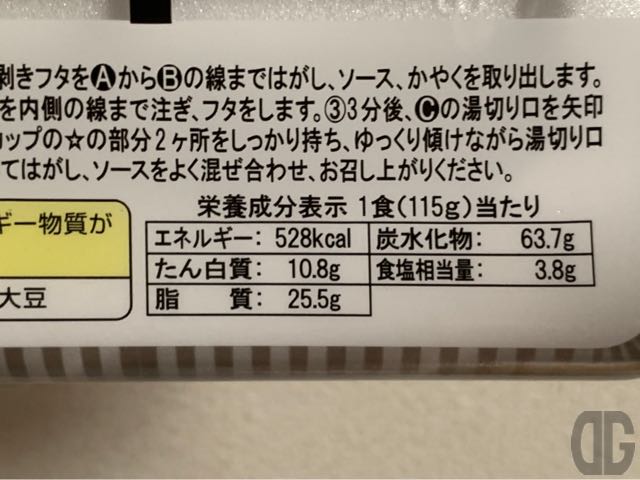 剥きフタをⒶからⒷの線まではがし、ソース、かやくを取り出します。
を内側の線まで注ぎ、フタをします。③3分後、Ⓒの湯切り口を矢印
カップの☆の部分2ヶ所をしっかり持ち、ゆっくり傾けながら湯切り口
てはがし、ソースをよく混ぜ合わせ、お召し上がりください。
ギー物質が
大豆
栄養成分表示 1食(115g)当たり
エネルギー: 528kcal 炭水化物: 63.7g
たん白質: 10.8g 食塩相当量: 3.8g
脂 質: 25.5g
DG